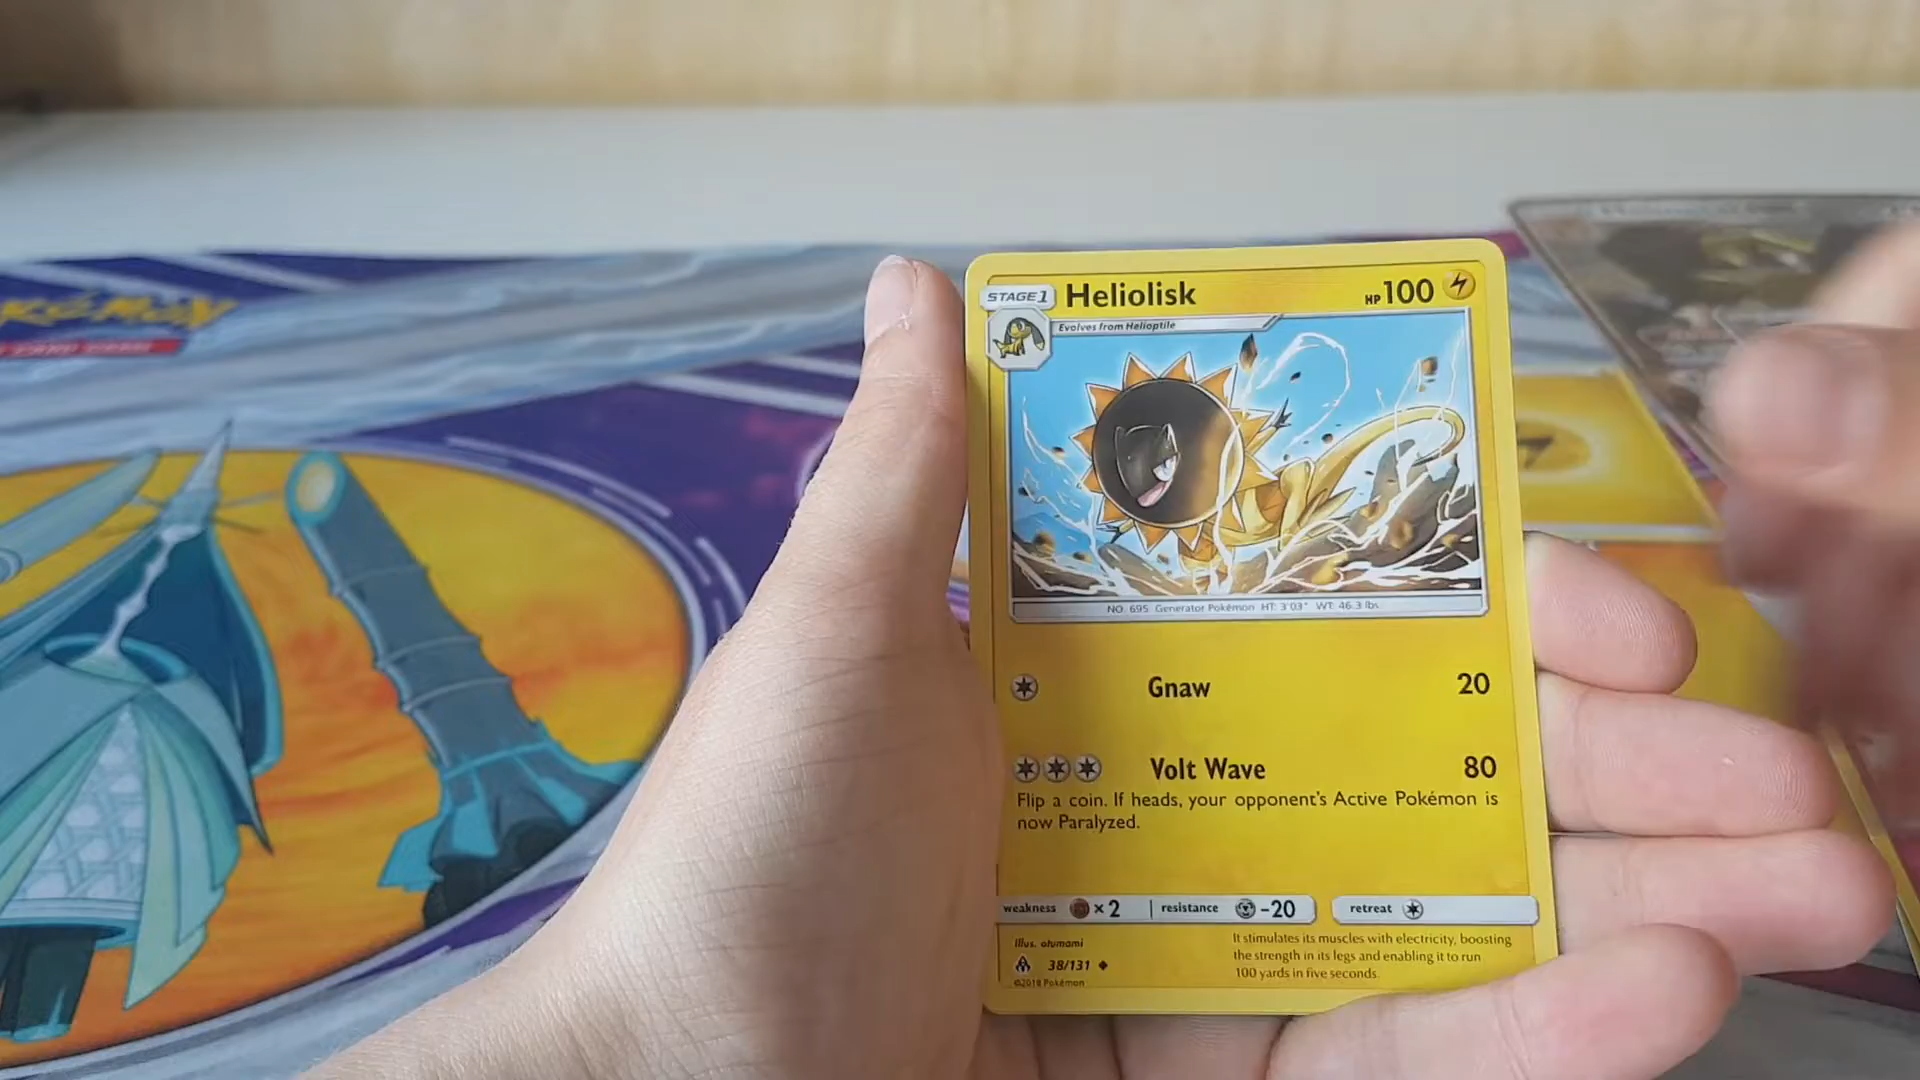 POKÉMON
STAGE 1 Heliolisk HP 100
Evolves from Helioptile
NO. 695 Generator Pokémon HT: 3'03" WT: 46.3 lbs.
Gnaw 20
Volt Wave 80
Flip a coin. If heads, your opponent's Active Pokémon is
now Paralyzed.
weakness ×2 resistance -20 retreat
Illus. otumami
38/131
©2018 Pokémon
It stimulates its muscles with electricity, boosting
the strength in its legs and enabling it to run
100 yards in five seconds.